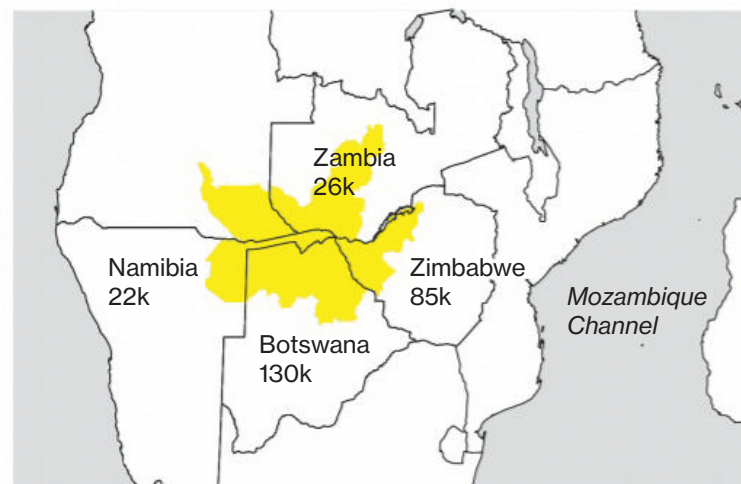 Zambia
26k
Namibia
22k
Zimbabwe
85k
Mozambique
Channel
Botswana
130k